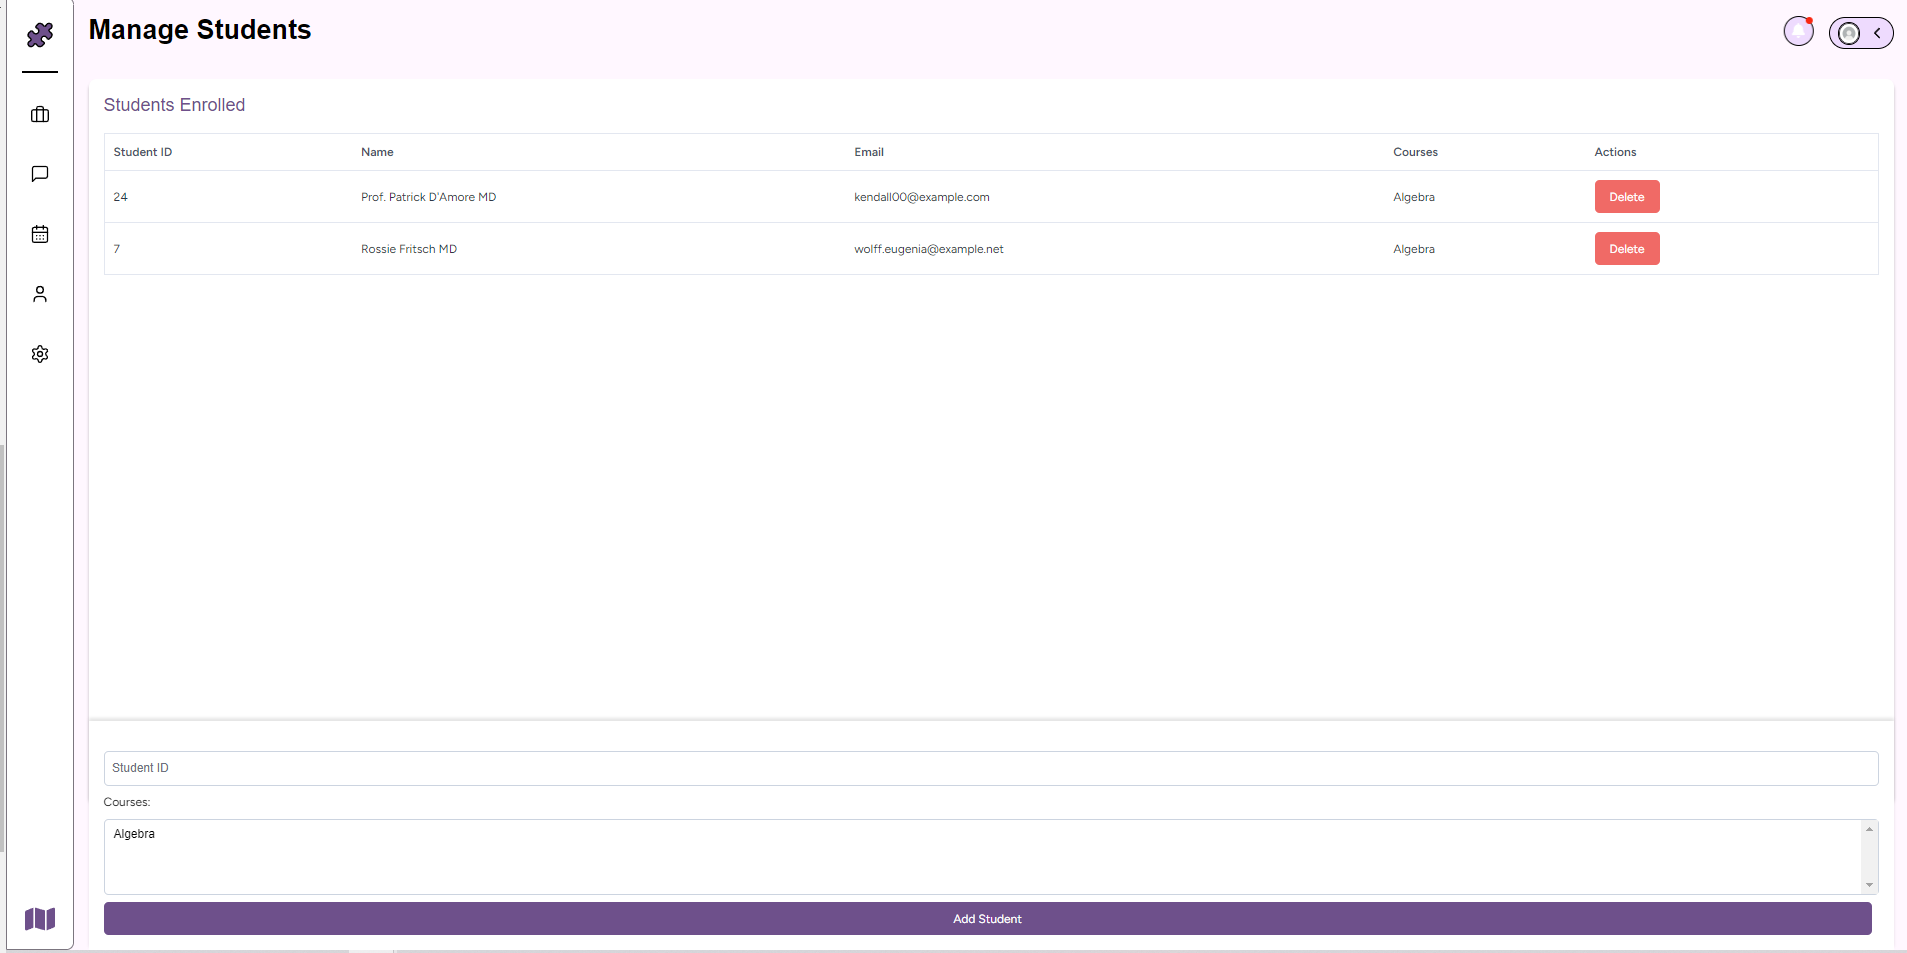 Manage Students
Students Enrolled
Student ID Name Email Courses Actions
24 Prof. Patrick D'Amore MD kendall00@example.com Algebra Delete
7 Rossie Fritsch MD wolff.eugenia@example.net Algebra Delete
Student ID
Courses:
Algebra
Add Student